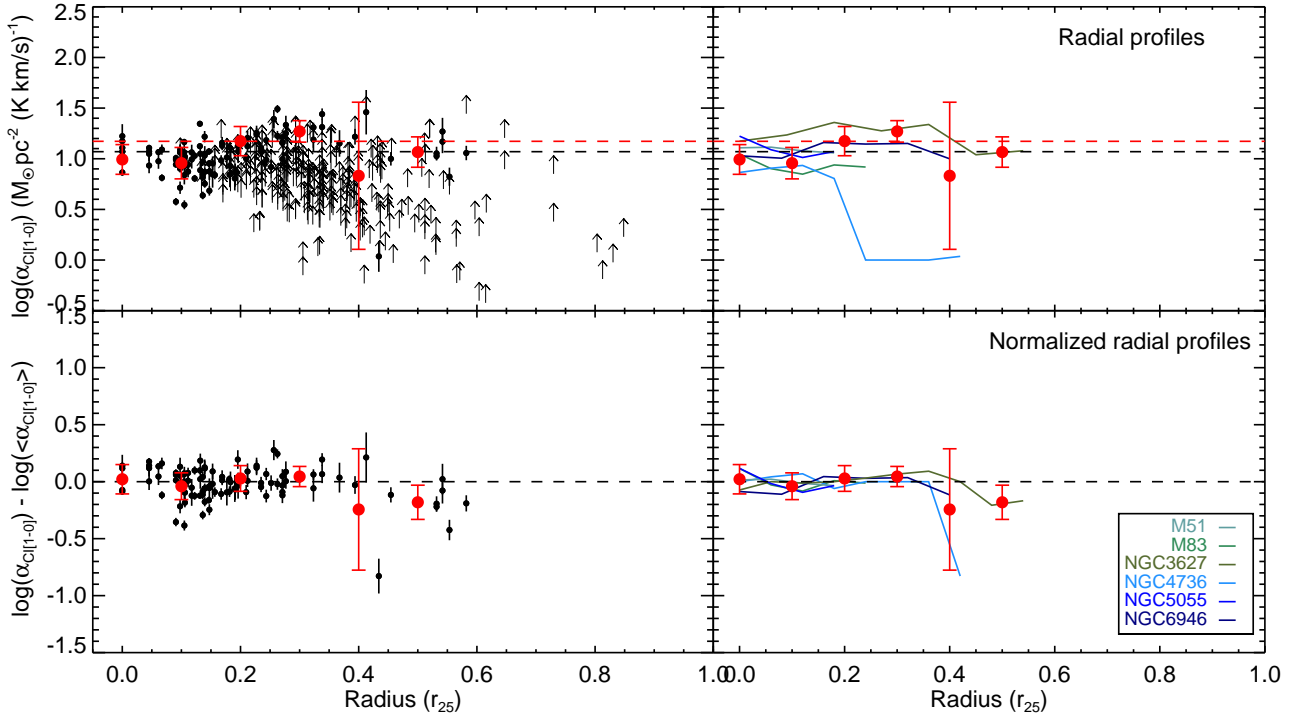 2.5
2.0
1.5
1.0
0.5
0.0
-0.5
log(α_CI[1-0]) (M_⊙pc^-2 (K km/s)^-1)
Radial profiles
1.5
1.0
0.5
0.0
-0.5
-1.0
-1.5
log(α_CI[1-0]) - log(<α_CI[1-0]>)
Normalized radial profiles
M51
M83
NGC3627
NGC4736
NGC5055
NGC6946
0.0 0.2 0.4 0.6 0.8 1.0
0.0 0.2 0.4 0.6 0.8 1.0
Radius (r_25)
Radius (r_25)